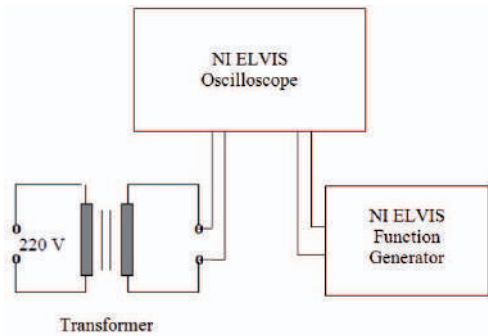 NI ELVIS
Oscilloscope
220 V
NI ELVIS
Function
Generator
Transformer